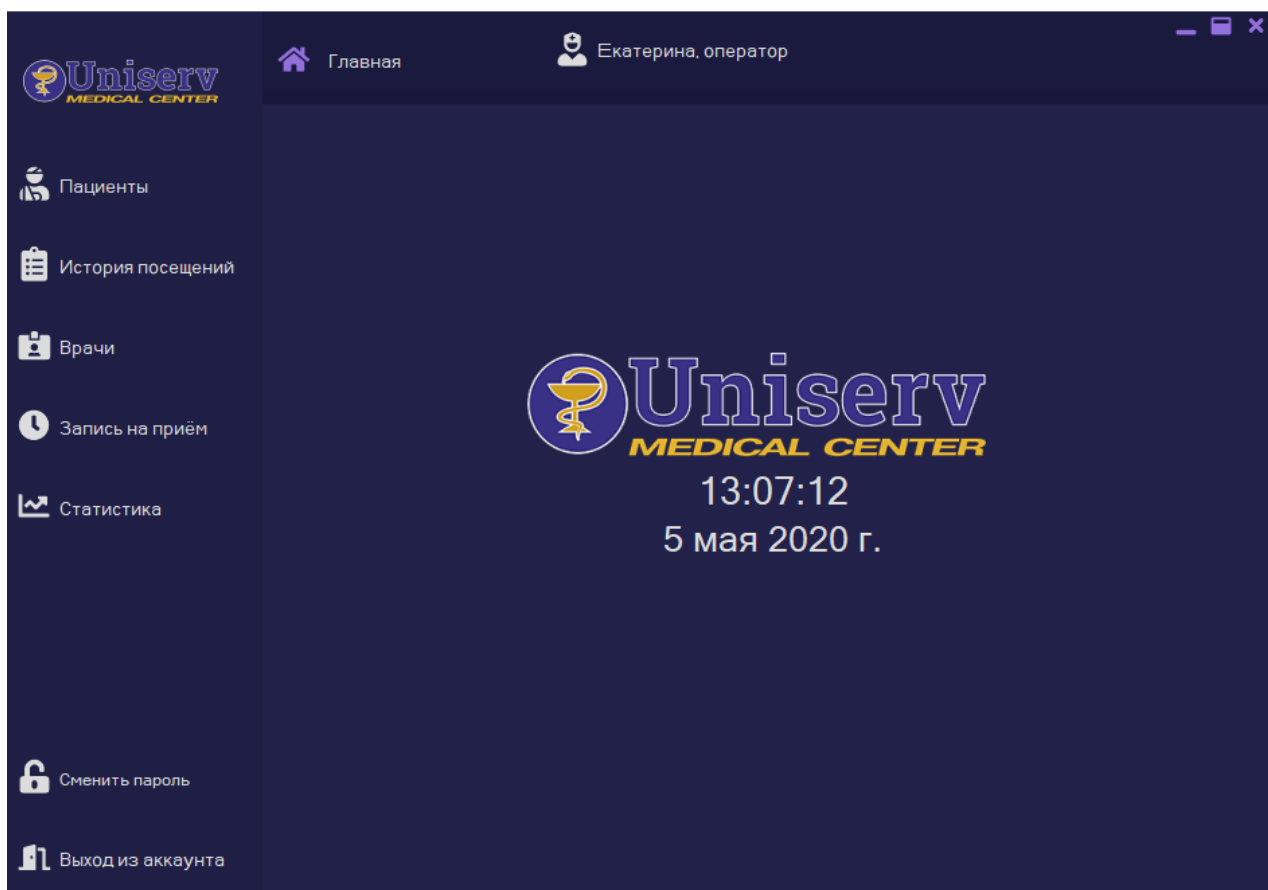 Uniserv
MEDICAL CENTER
Главная
Екатерина, оператор
Пациенты
История посещений
Врачи
Запись на приём
Статистика
Uniserv
MEDICAL CENTER
13:07:12
5 мая 2020 г.
Сменить пароль
Выход из аккаунта